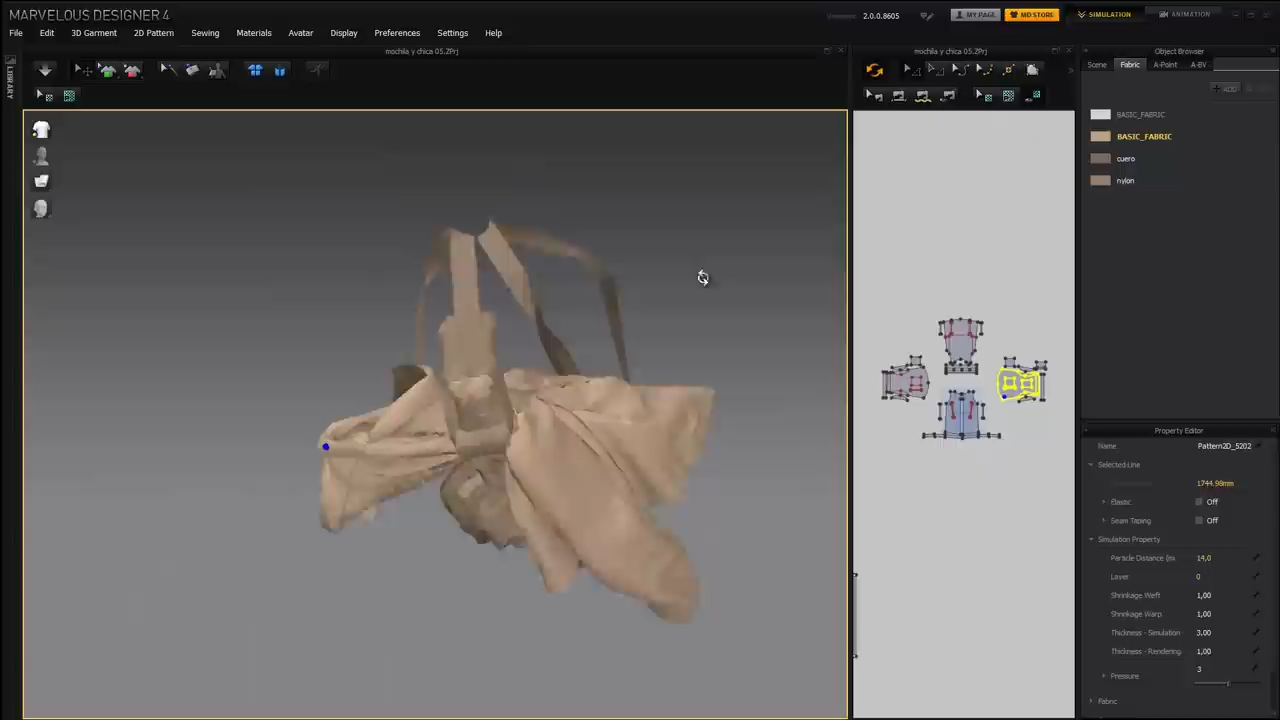 MARVELOUS DESIGNER 4
2.0.0.8605
MY PAGE
MD STORE
SIMULATION
ANIMATION
File Edit 3D Garment 2D Pattern Sewing Materials Avatar Display Preferences Settings Help
mochila y chica 05.ZPrj
mochila y chica 05.ZPrj
Object Browser
LIBRARY
Scene Fabric A-Point A-BV
ADD
BASIC_FABRIC
BASIC_FABRIC
cuero
nylon
Property Editor
Name: Pattern2D_5202
Selected Line
1744.98mm
Elastic Off
Seam Taping Off
Simulation Property
Particle Distance (m 14,0
Layer 0
Shrinkage Weft 1,00
Shrinkage Warp 1,00
Thickness - Simulation 3.00
Thickness - Rendering 1,00
Pressure 3
Fabric